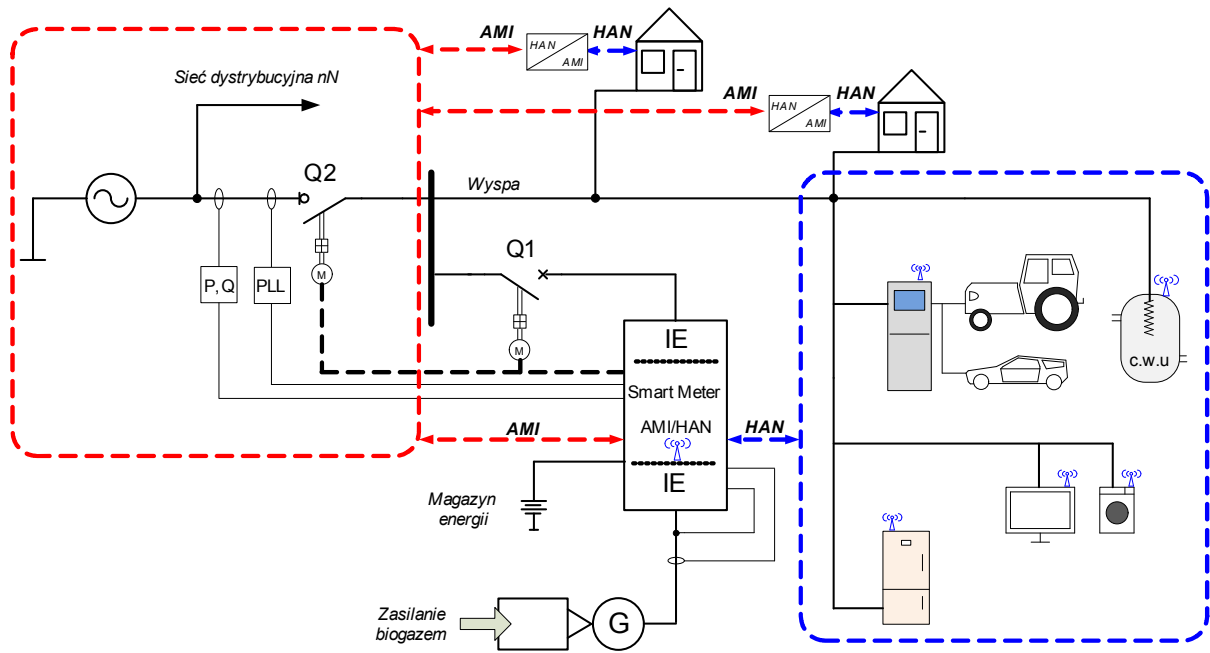 AMI
HAN
HAN
AMI
Sieć dystrybucyjna nN
AMI
HAN
HAN
AMI
Q2
Wyspa
Q1
M
P, Q
PLL
M
IE
Smart Meter
AMI/HAN
IE
AMI
HAN
c.w.u
Magazyn
energii
Zasilanie
biogazem
G